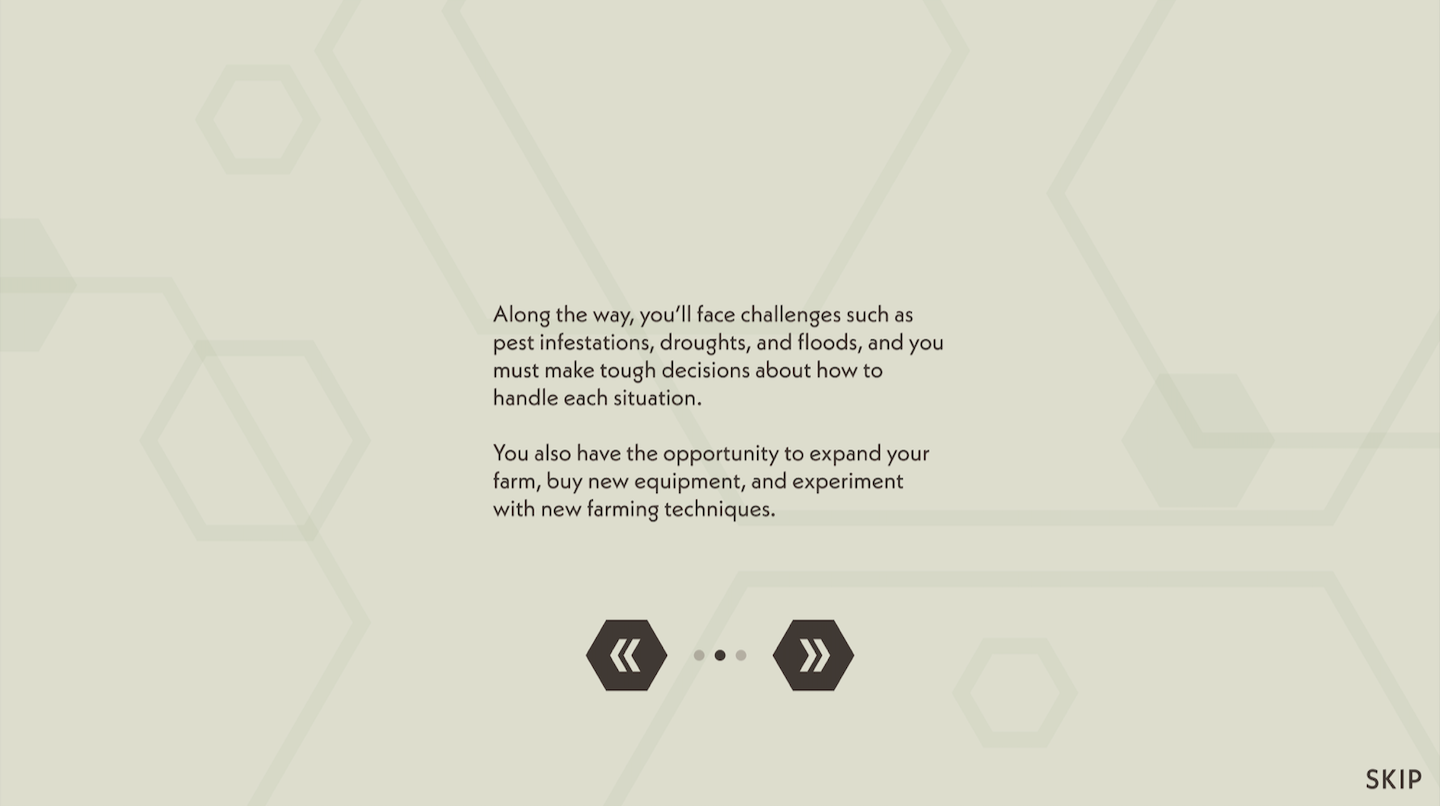 Along the way, you’ll face challenges such as
pest infestations, droughts, and floods, and you
must make tough decisions about how to
handle each situation.
You also have the opportunity to expand your
farm, buy new equipment, and experiment
with new farming techniques.
SKIP